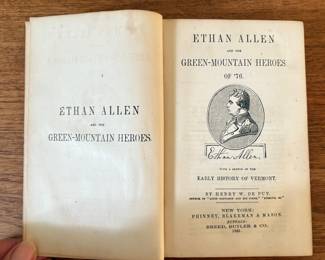 ETHAN ALLEN
AND THE
GREEN-MOUNTAIN HEROES.
ETHAN ALLEN
AND THE
GREEN-MOUNTAIN HEROES
OF '76.
Ethan Allen.
WITH A SKETCH OF THE
EARLY HISTORY OF VERMONT.
BY HENRY W. DE PUY,
NEW YORK:
PHINNEY, BLAKEMAN & MASON.
BUFFALO:
BREED, BUTLER & CO.